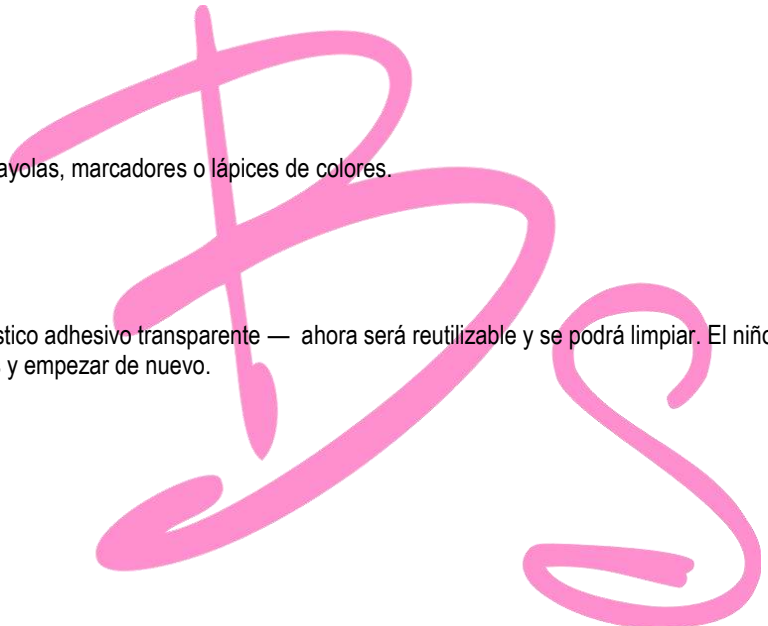 ayolas, marcadores o lápices de colores.
stico adhesivo transparente — ahora será reutilizable y se podrá limpiar. El niño
y empezar de nuevo.
Bs